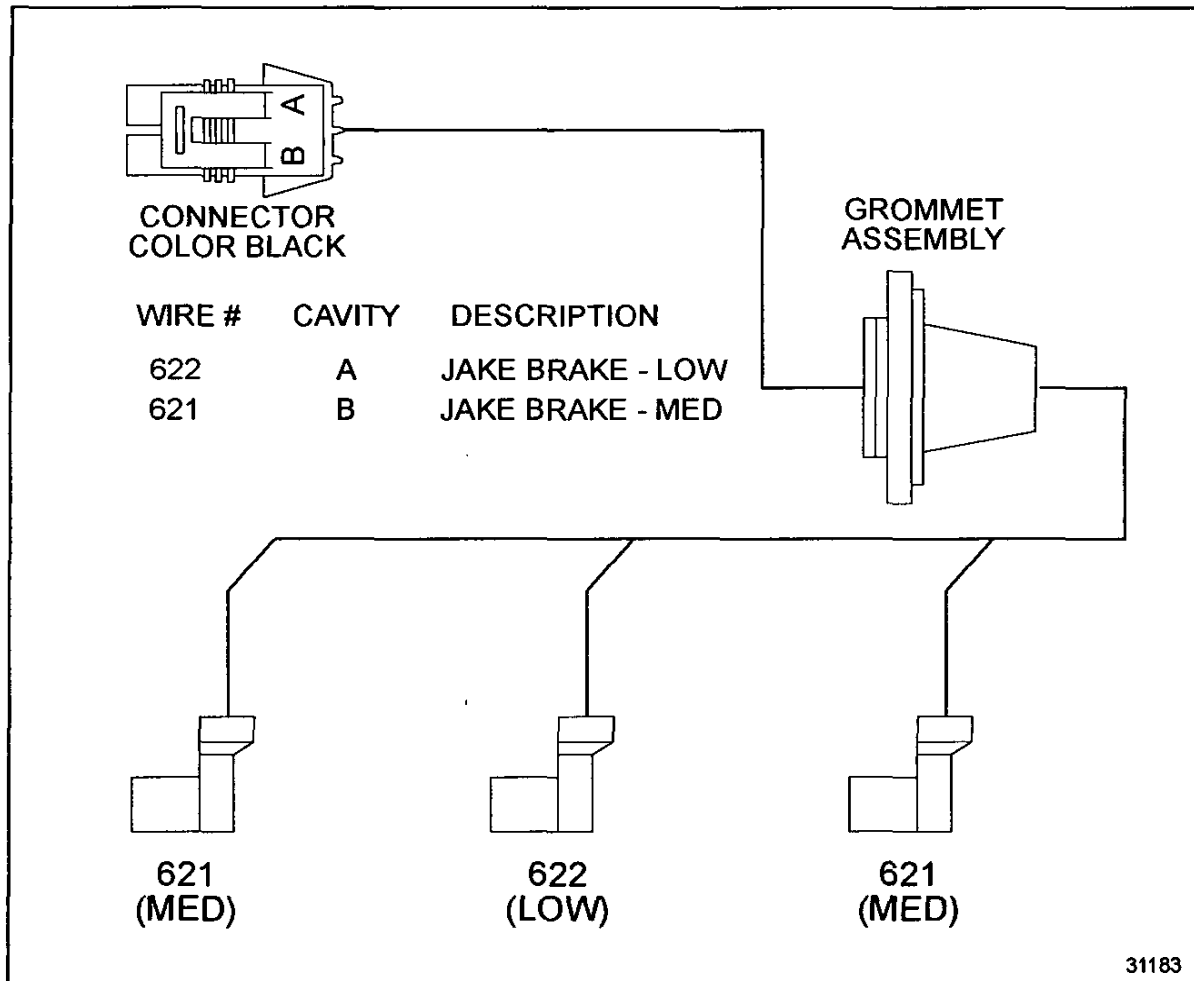 A
B
CONNECTOR
COLOR BLACK
GROMMET
ASSEMBLY
WIRE # CAVITY DESCRIPTION
622 A JAKE BRAKE - LOW
621 B JAKE BRAKE - MED
621
(MED)
622
(LOW)
621
(MED)
31183